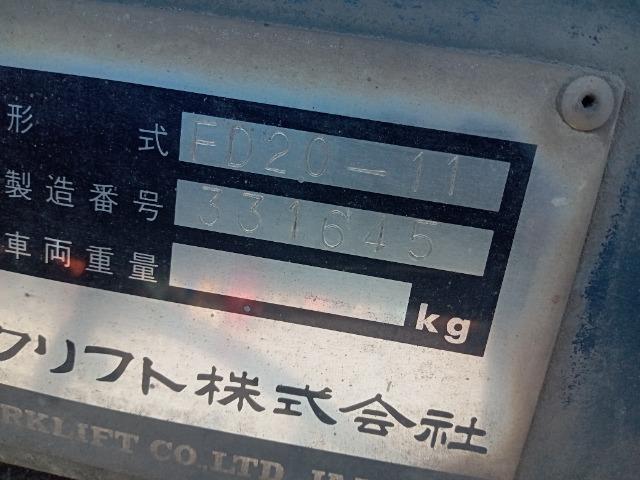 形式 FD20-11
製造番号 331645
車両重量 kg
クリフト株式会社
RKLIFT CO.,LTD.